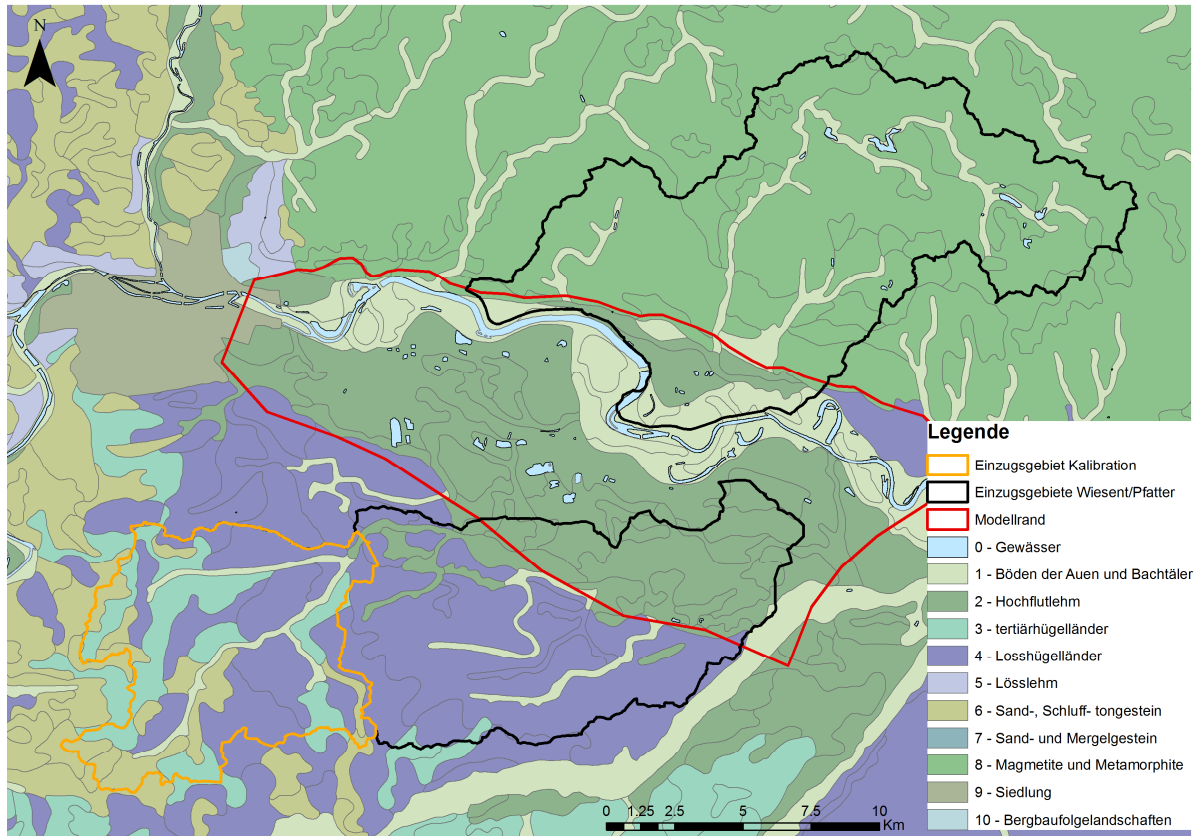 N
Legende
Einzugsgebiet Kalibration
Einzugsgebiete Wiesent/Pfatter
Modellrand
0 - Gewässer
1 - Böden der Auen und Bachtäler
2 - Hochflutlehm
3 - tertiärhügelländer
4 - Losshügelländer
5 - Lösslehm
6 - Sand-, Schluff- tongestein
7 - Sand- und Mergelgestein
8 - Magmetite und Metamorphite
9 - Siedlung
10 - Bergbaufolgelandschaften
0 1.25 2.5 5 7.5 10
Km